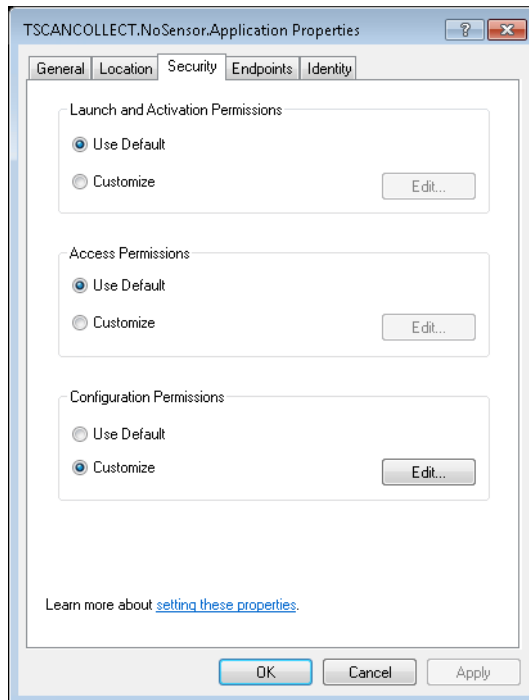 TSCANCOLLECT.NoSensor.Application Properties
General Location Security Endpoints Identity
Launch and Activation Permissions
Use Default
Customize
Edit...
Access Permissions
Use Default
Customize
Edit...
Configuration Permissions
Use Default
Customize
Edit...
Learn more about setting these properties.
OK Cancel Apply